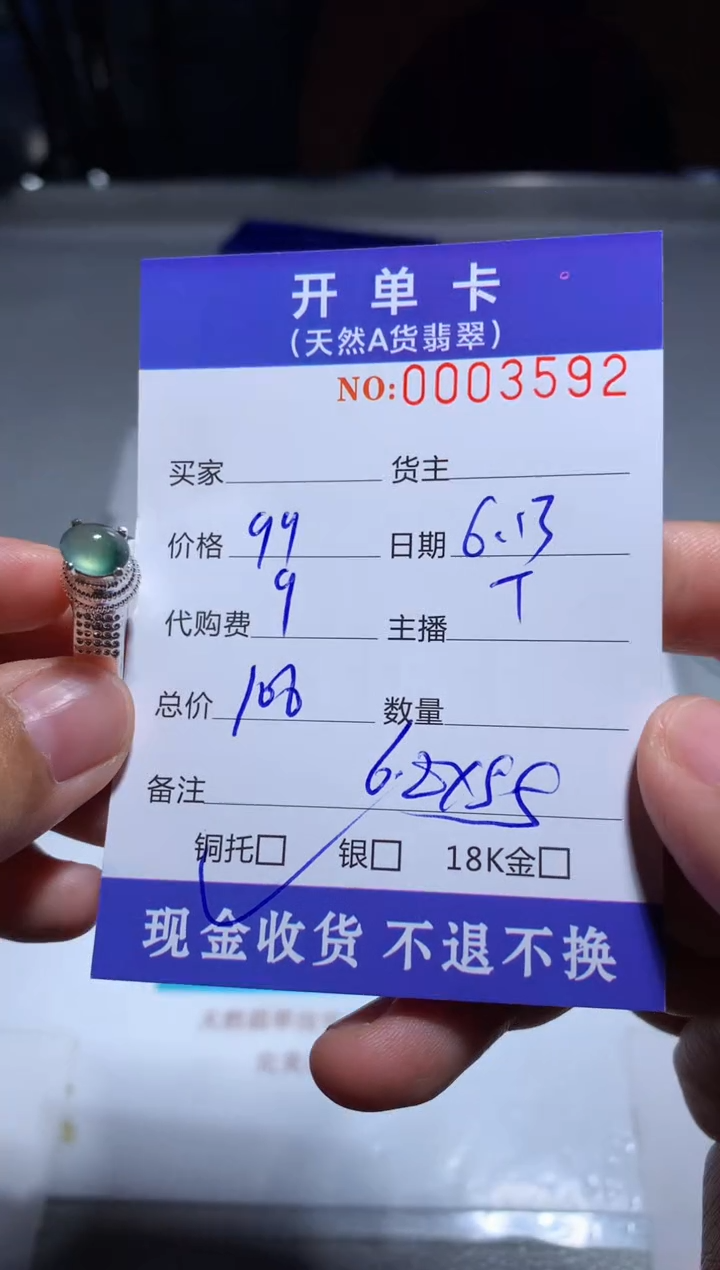 开单卡
(天然A货翡翠)
NO:0003592
买家 货主
价格 99 日期 6.13
代购费 9 主播 T
总价 108 数量
备注 6.2X55
铜托□ 银□ 18K金□
现金收货 不退不换